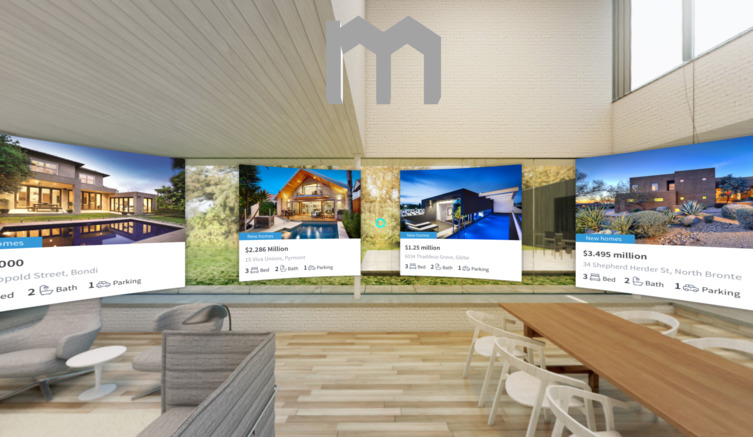 m
omes
000
opold Street, Bondi
ed 2 Bath 1 Parking
New homes
$2.286 Million
15 Viva Unions, Pyrmont
3 Bed 2 Bath 1 Parking
New homes
$1.25 million
6034 Thaddeus Grove, Glebe
3 Bed 2 Bath 1 Parking
New homes
$3.495 million
34 Shepherd Herder St, North Bronte
3 Bed 2 Bath 1 Parking